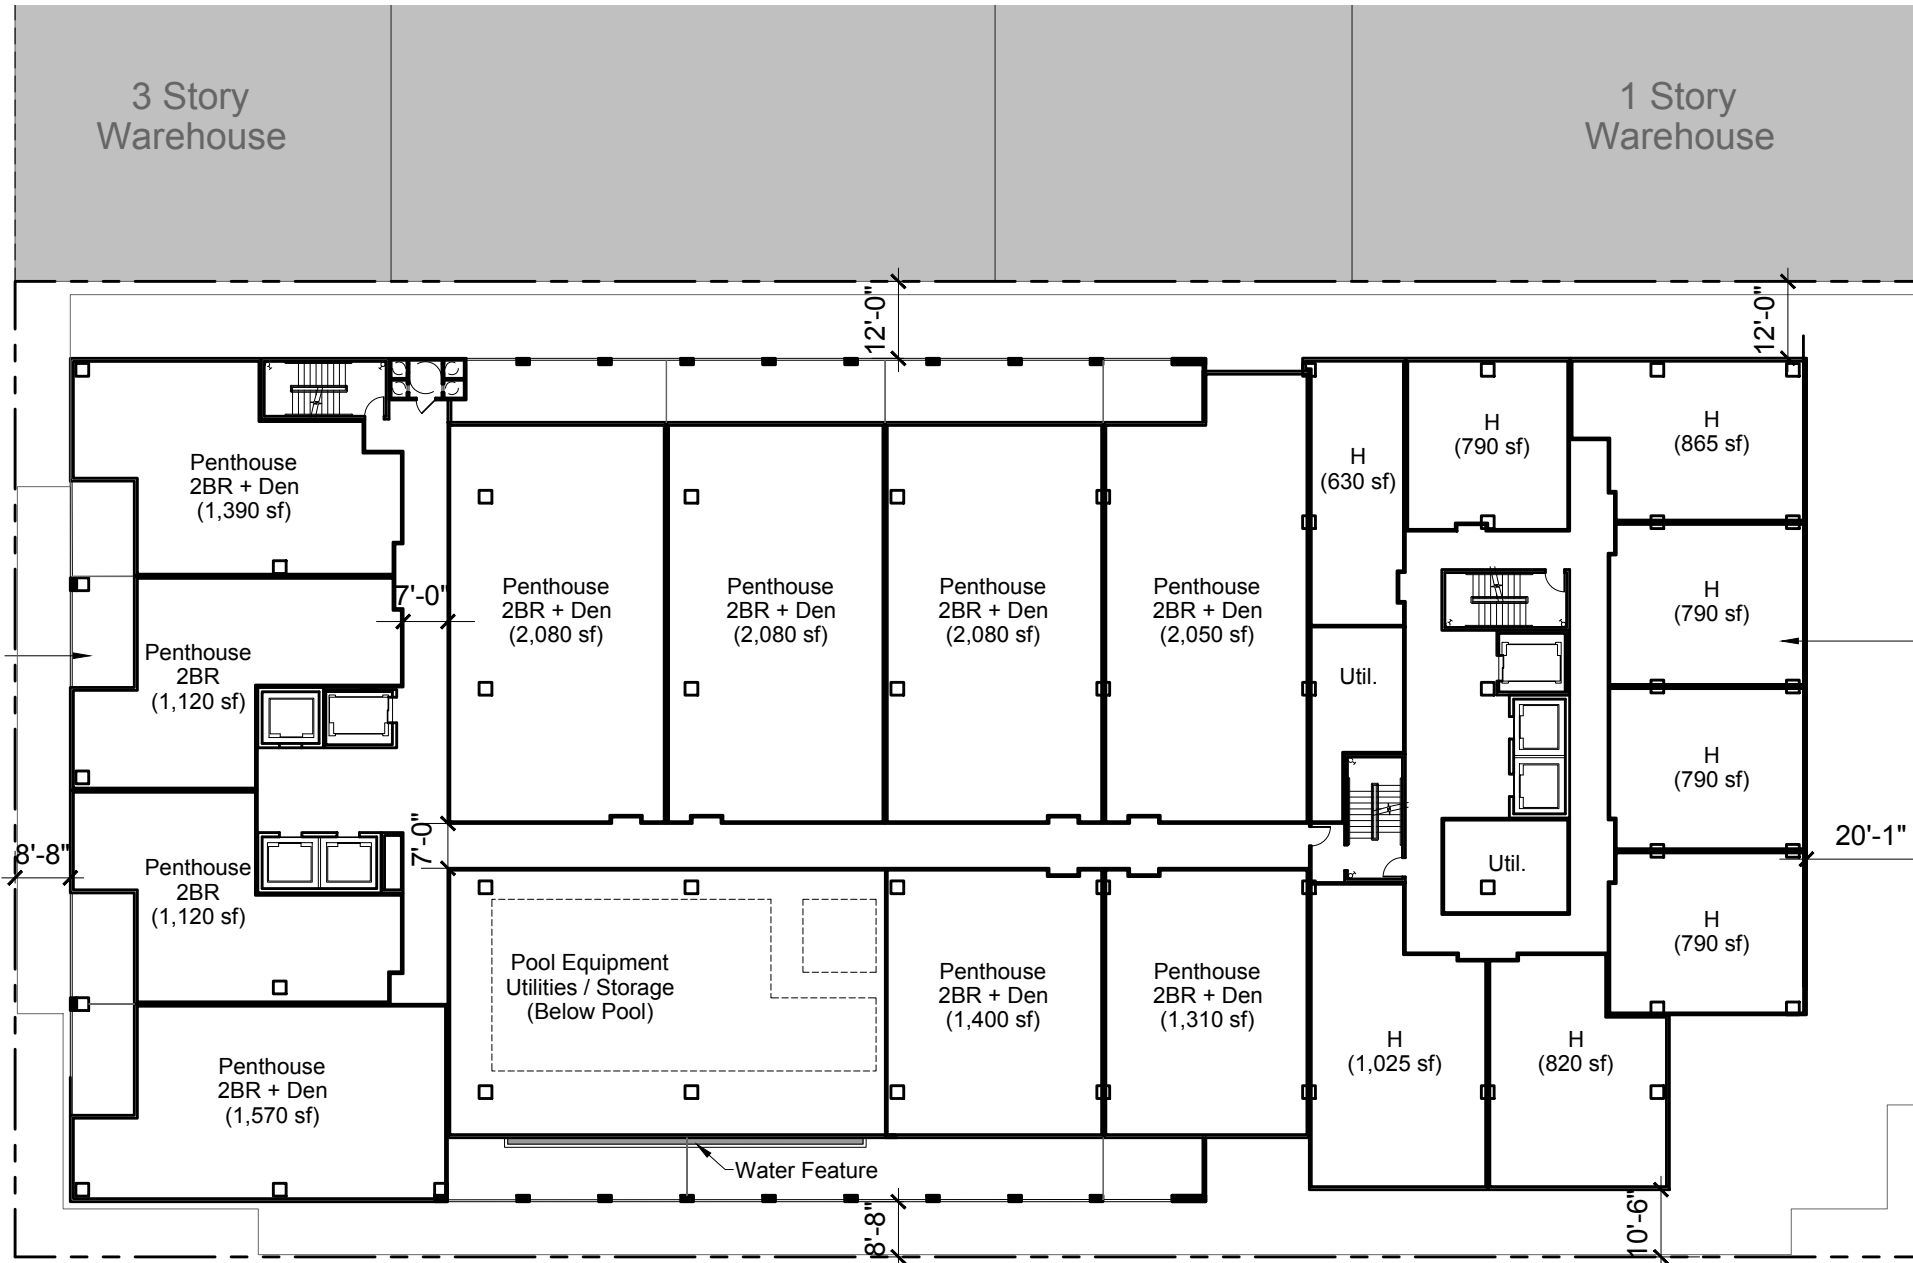 3 Story
Warehouse
1 Story
Warehouse
12'-0"
12'-0"
Penthouse
2BR + Den
(1,390 sf)
H
(630 sf)
H
(790 sf)
H
(865 sf)
7'-0"
Penthouse
2BR + Den
(2,080 sf)
Penthouse
2BR + Den
(2,080 sf)
Penthouse
2BR + Den
(2,080 sf)
Penthouse
2BR + Den
(2,050 sf)
H
(790 sf)
Penthouse
2BR
(1,120 sf)
Util.
H
(790 sf)
7'-0"
8'-8"
Penthouse
2BR
(1,120 sf)
Util.
20'-1"
H
(790 sf)
Pool Equipment
Utilities / Storage
(Below Pool)
Penthouse
2BR + Den
(1,400 sf)
Penthouse
2BR + Den
(1,310 sf)
H
(1,025 sf)
H
(820 sf)
Penthouse
2BR + Den
(1,570 sf)
Water Feature
8'-8"
10'-6"